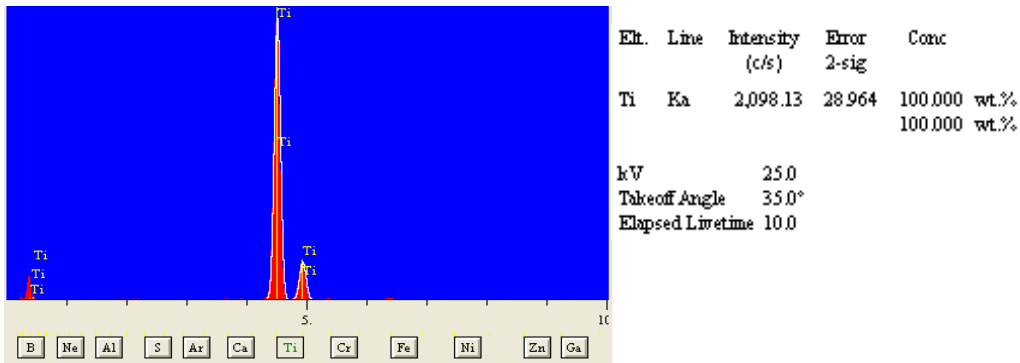 Ti
Ti
Ti
Ti
Ti
Ti
Ti
5. 10
B Ne Al S Ar Ca Ti Cr Fe Ni Zn Ga
Elt. Line Intensity Error Conc
(c/s) 2-sig
Ti Ka 2,098.13 28.964 100.000 wt.%
100.000 wt.%
kV 25.0
Takeoff Angle 35.0°
Elapsed Livetime 10.0